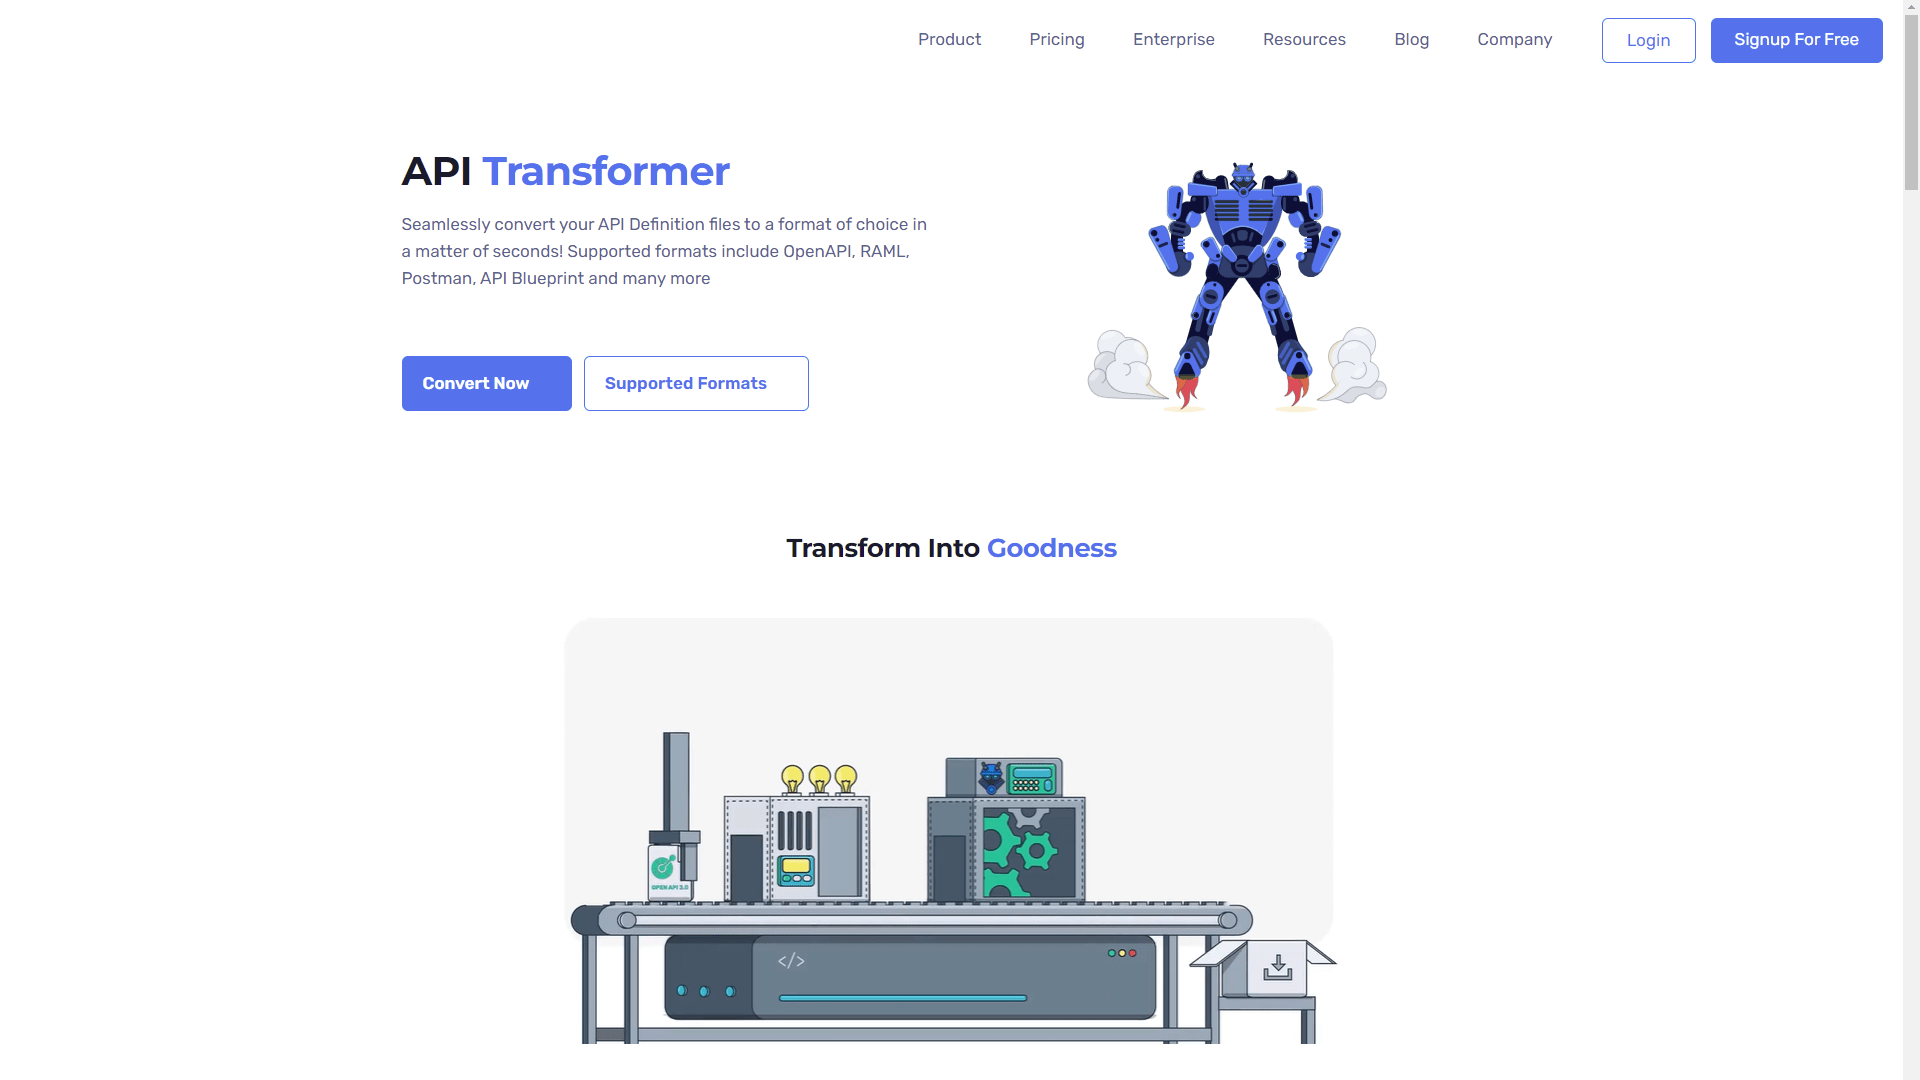 Product Pricing Enterprise Resources Blog Company Login Signup For Free
API Transformer
Seamlessly convert your API Definition files to a format of choice in
a matter of seconds! Supported formats include OpenAPI, RAML,
Postman, API Blueprint and many more
Convert Now Supported Formats
Transform Into Goodness
OPEN API 3.0
</>